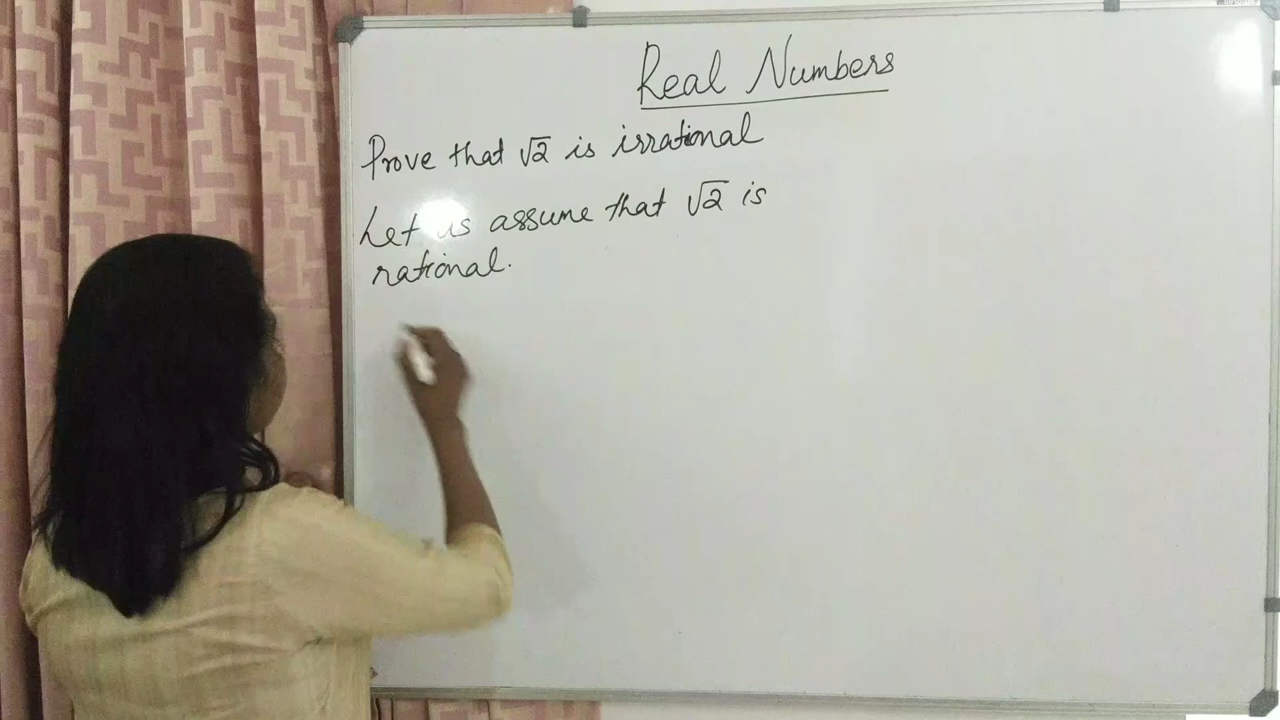 Real Numbers
Prove that √2 is irrational
Let us assume that √2 is
rational.